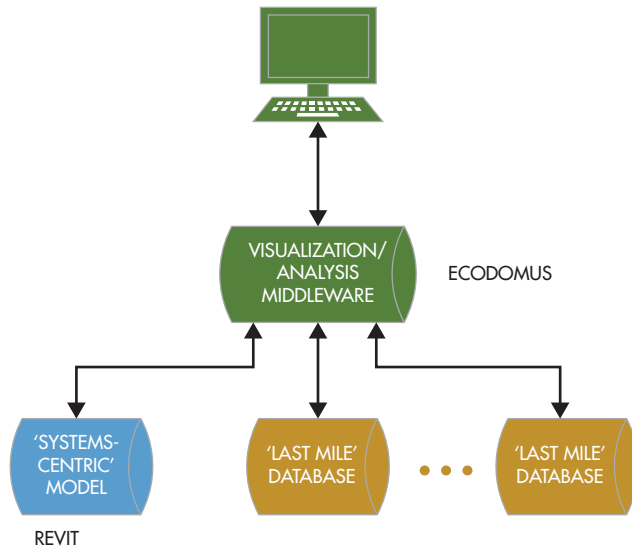 VISUALIZATION/
ANALYSIS
MIDDLEWARE
ECODOMUS
‘SYSTEMS-
CENTRIC’
MODEL
‘LAST MILE’
DATABASE
‘LAST MILE’
DATABASE
REVIT